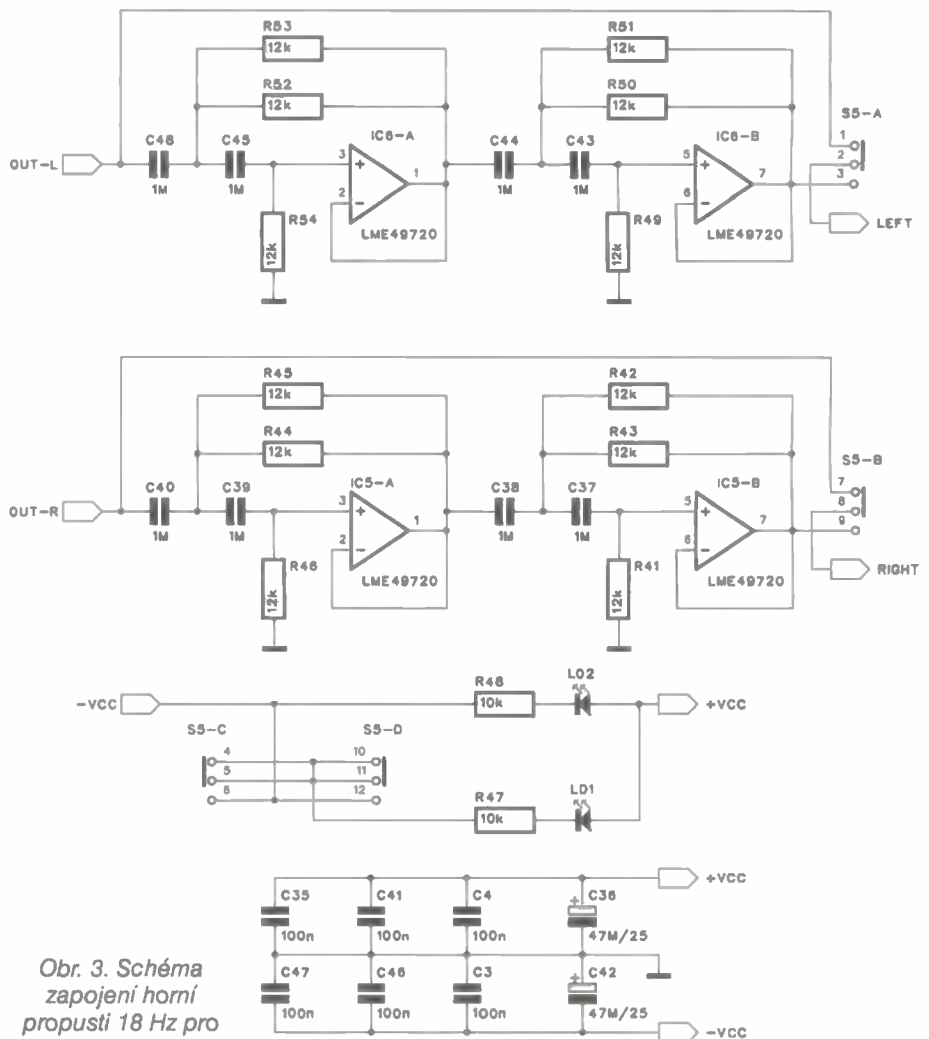 R53
12k
R52
12k
R51
12k
R50
12k
S5-A
OUT-L
C48
1M
C45
1M
R54
12k
IC6-A
3
2
1
LME49720
C44
1M
C43
1M
R49
12k
IC6-B
5
6
7
LME49720
1
2
3
LEFT
R45
12k
R44
12k
R42
12k
R43
12k
S5-B
OUT-R
C40
1M
C39
1M
R46
12k
IC5-A
3
2
1
LME49720
C38
1M
C37
1M
R41
12k
IC5-B
5
6
7
LME49720
7
8
9
RIGHT
-VCC
R48
10k
LD2
+VCC
S5-C
4
5
6
S5-D
10
11
12
R47
10k
LD1
+VCC
C35
100n
C41
100n
C4
100n
+
C36
47M/25
C47
100n
C46
100n
C3
100n
+
C42
47M/25
-VCC
Obr. 3. Schéma
zapojení horní
propusti 18 Hz pro